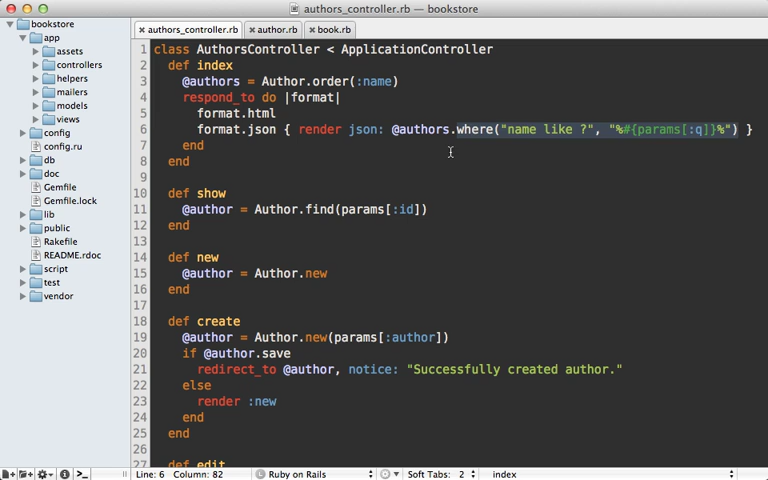 authors_controller.rb — bookstore
bookstore
app
assets
controllers
helpers
mailers
models
views
config
config.ru
db
doc
Gemfile
Gemfile.lock
lib
public
Rakefile
README.rdoc
script
test
vendor
× authors_controller.rb × author.rb × book.rb
1 class AuthorsController < ApplicationController
2 def index
3 @authors = Author.order(:name)
4 respond_to do |format|
5 format.html
6 format.json { render json: @authors.where("name like ?", "%#{params[:q]}%") }
7 end
8 end
9
10 def show
11 @author = Author.find(params[:id])
12 end
13
14 def new
15 @author = Author.new
16 end
17
18 def create
19 @author = Author.new(params[:author])
20 if @author.save
21 redirect_to @author, notice: "Successfully created author."
22 else
23 render :new
24 end
25 end
26
27 def edit
Line: 6 Column: 82 Ruby on Rails Soft Tabs: 2 index